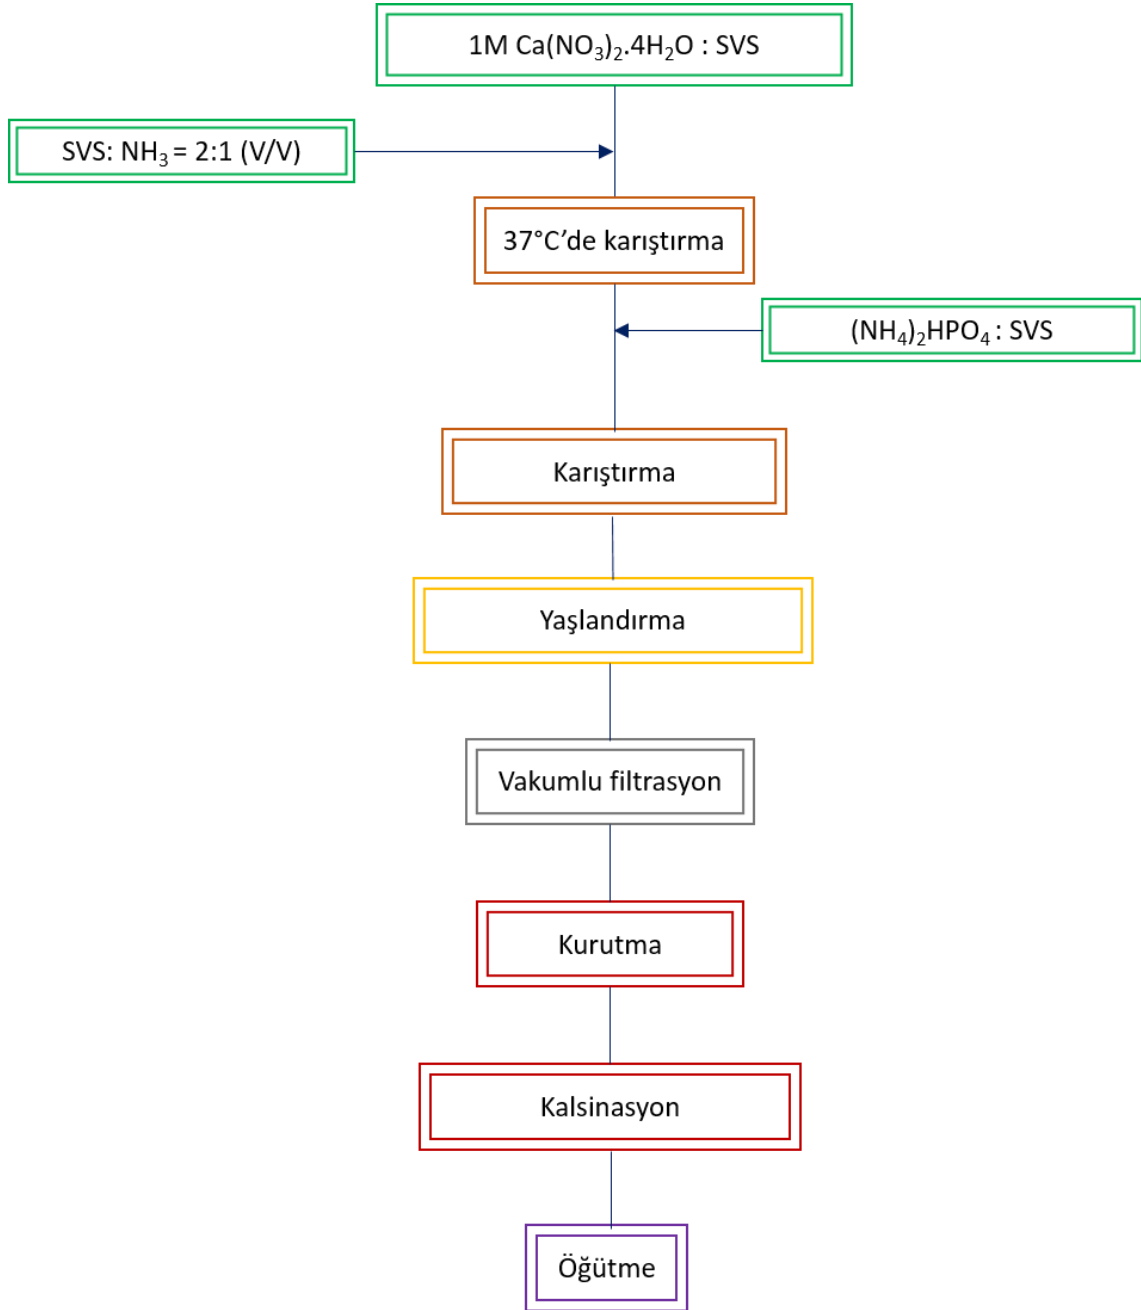 1M Ca(NO₃)₂.4H₂O : SVS
SVS: NH₃ = 2:1 (V/V)
37°C’de karıştırma
(NH₄)₂HPO₄ : SVS
Karıştırma
Yaşlandırma
Vakumlu filtrasyon
Kurutma
Kalsinasyon
Öğütme